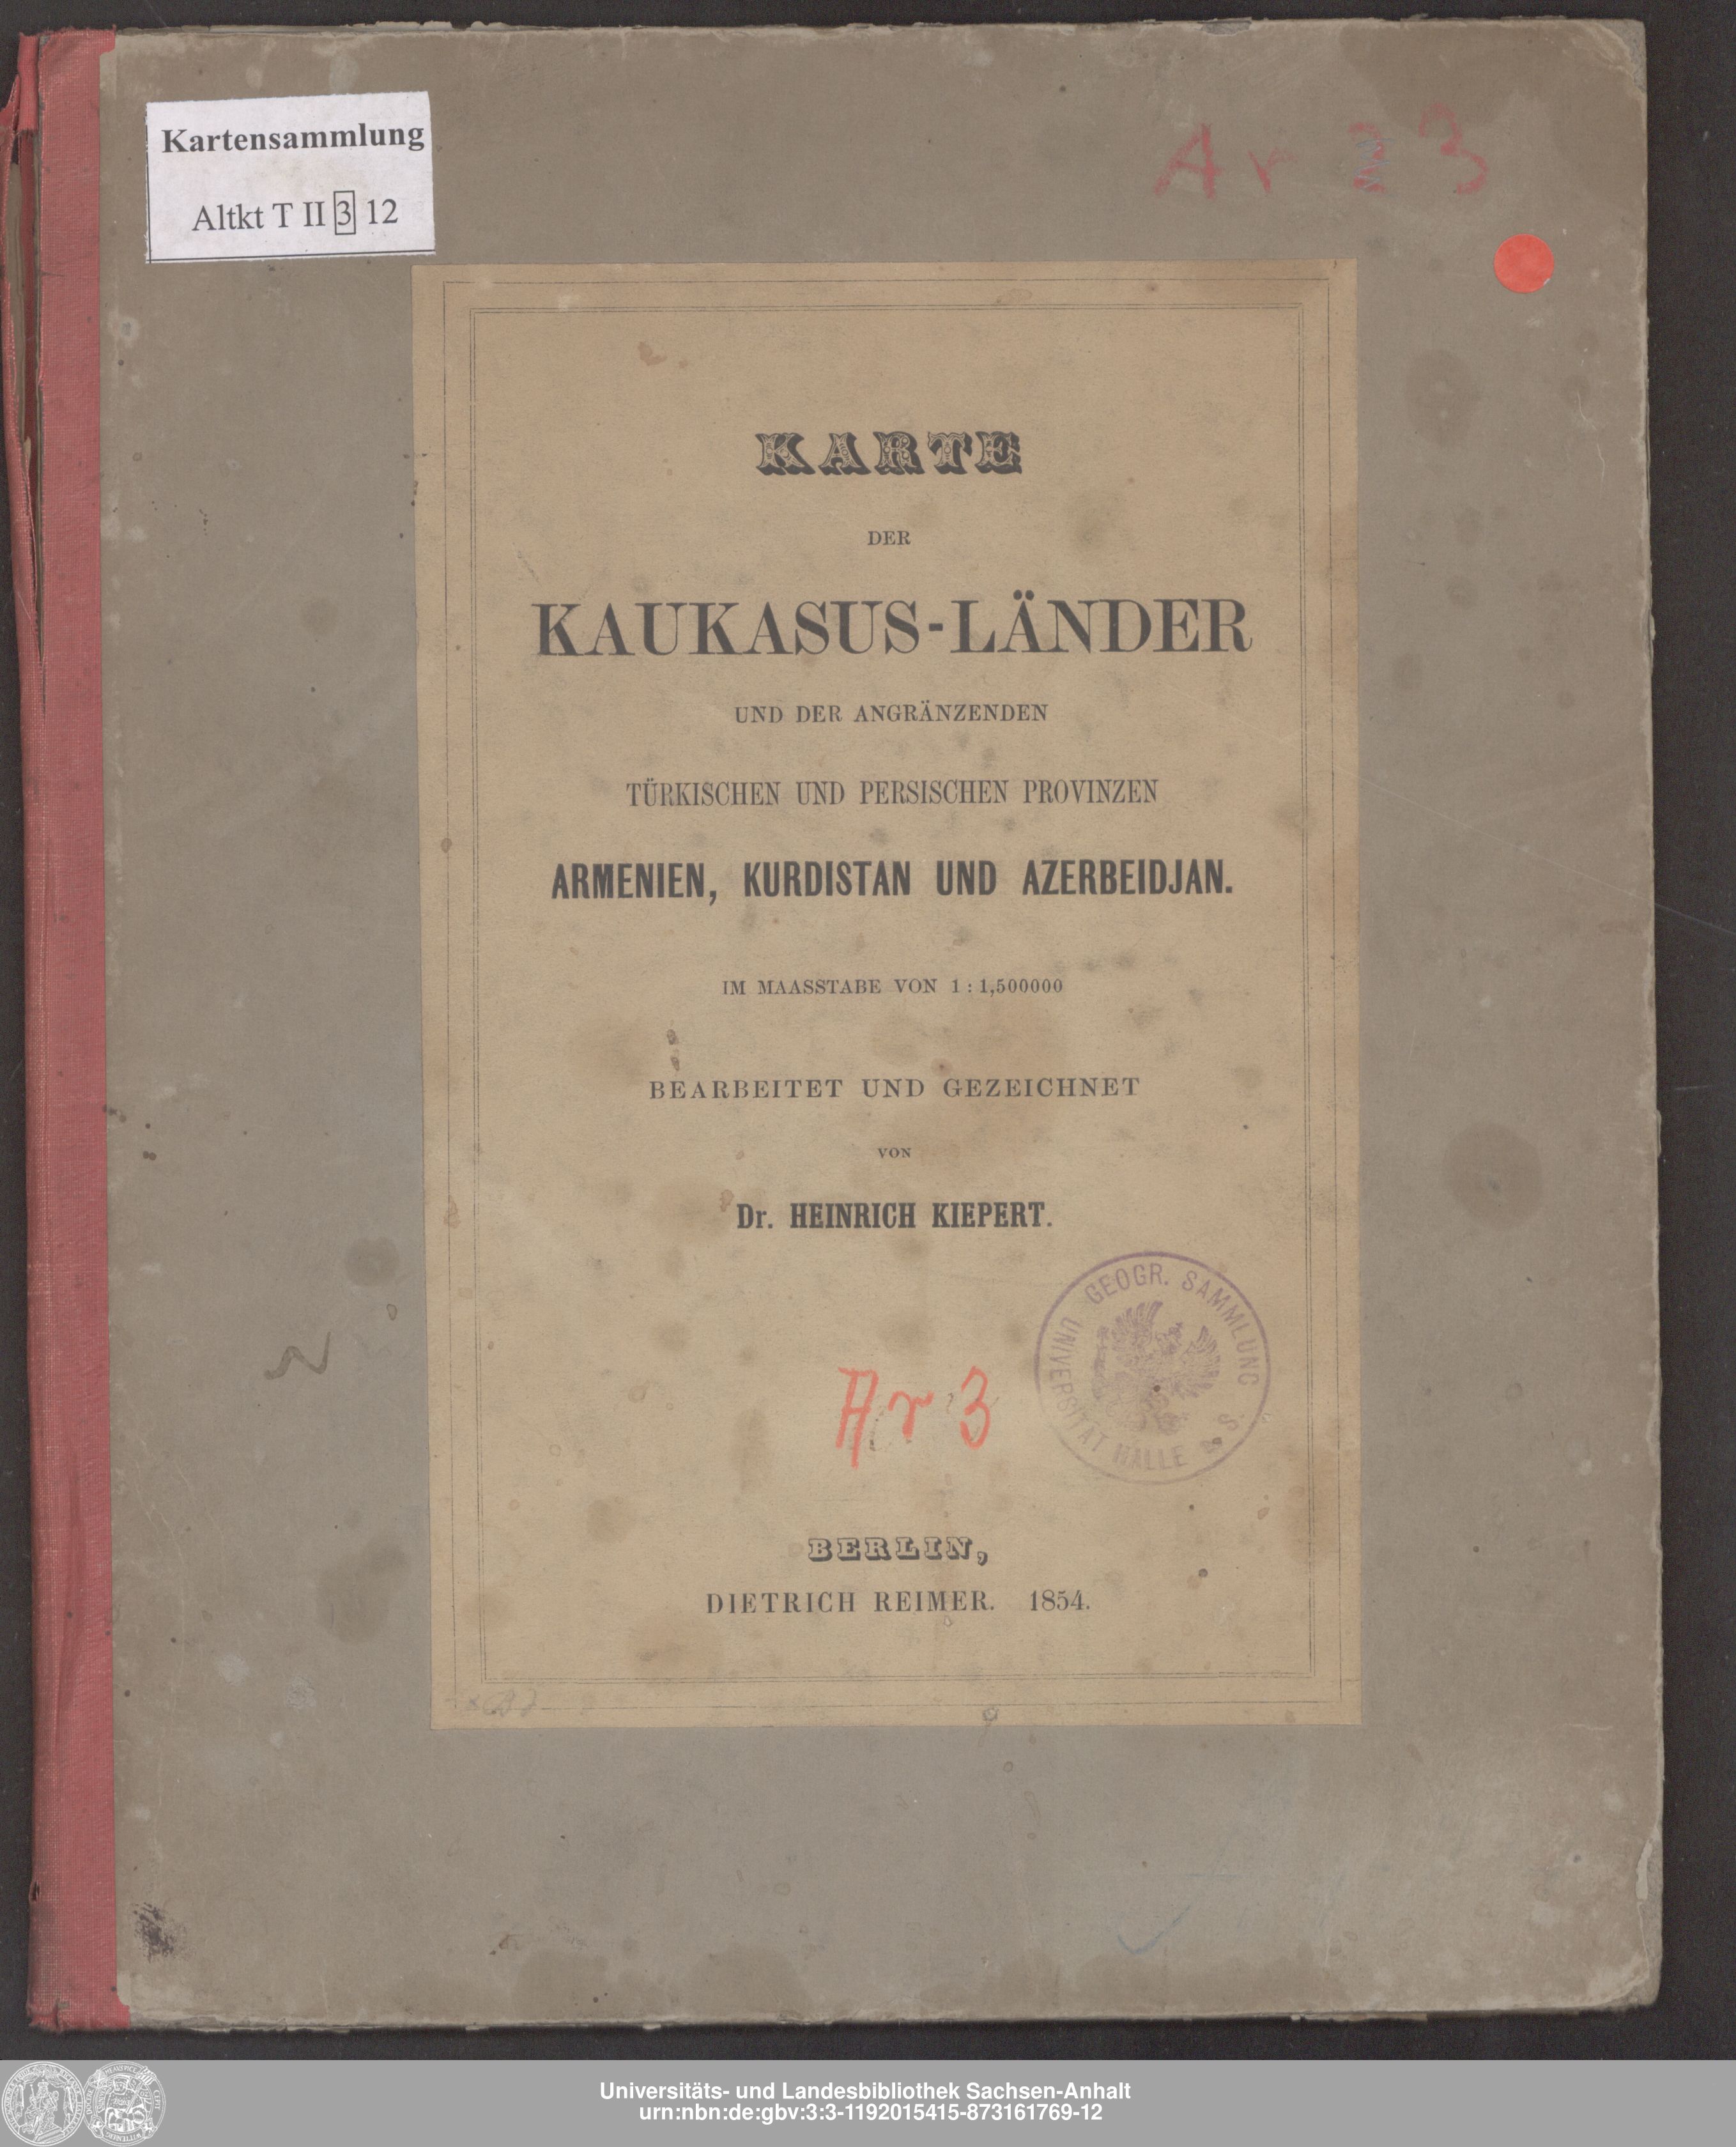 Kartensammlung
Altkt T II 3 12
Ar 3
KARTE
DER
KAUKASUS-LÄNDER
UND DER ANGRÄNZENDEN
TÜRKISCHEN UND PERSISCHEN PROVINZEN
ARMENIEN, KURDISTAN UND AZERBEIDJAN.
IM MAASSTABE VON 1 : 1,500000
BEARBEITET UND GEZEICHNET
VON
Dr. HEINRICH KIEPERT.
GEOGR. SAMMLUNG
UNIVERSITÄT HALLE a. S.
Ar 3
BERLIN,
DIETRICH REIMER. 1854.
Universitäts- und Landesbibliothek Sachsen-Anhalt
urn:nbn:de:gbv:3:3-1192015415-873161769-12